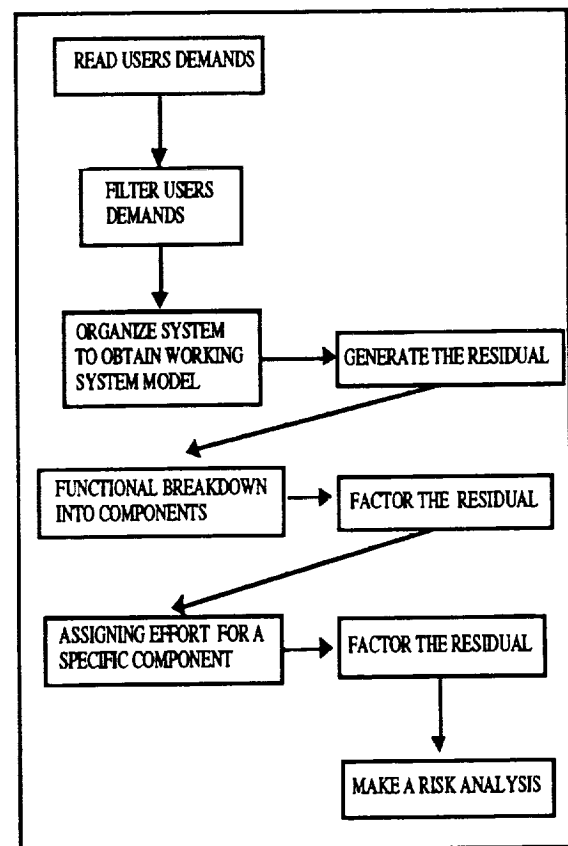 READ USERS DEMANDS
FILTER USERS
DEMANDS
ORGANIZE SYSTEM
TO OBTAIN WORKING
SYSTEM MODEL
GENERATE THE RESIDUAL
FUNCTIONAL BREAKDOWN
INTO COMPONENTS
FACTOR THE RESIDUAL
ASSIGNING EFFORT FOR A
SPECIFIC COMPONENT
FACTOR THE RESIDUAL
MAKE A RISK ANALYSIS